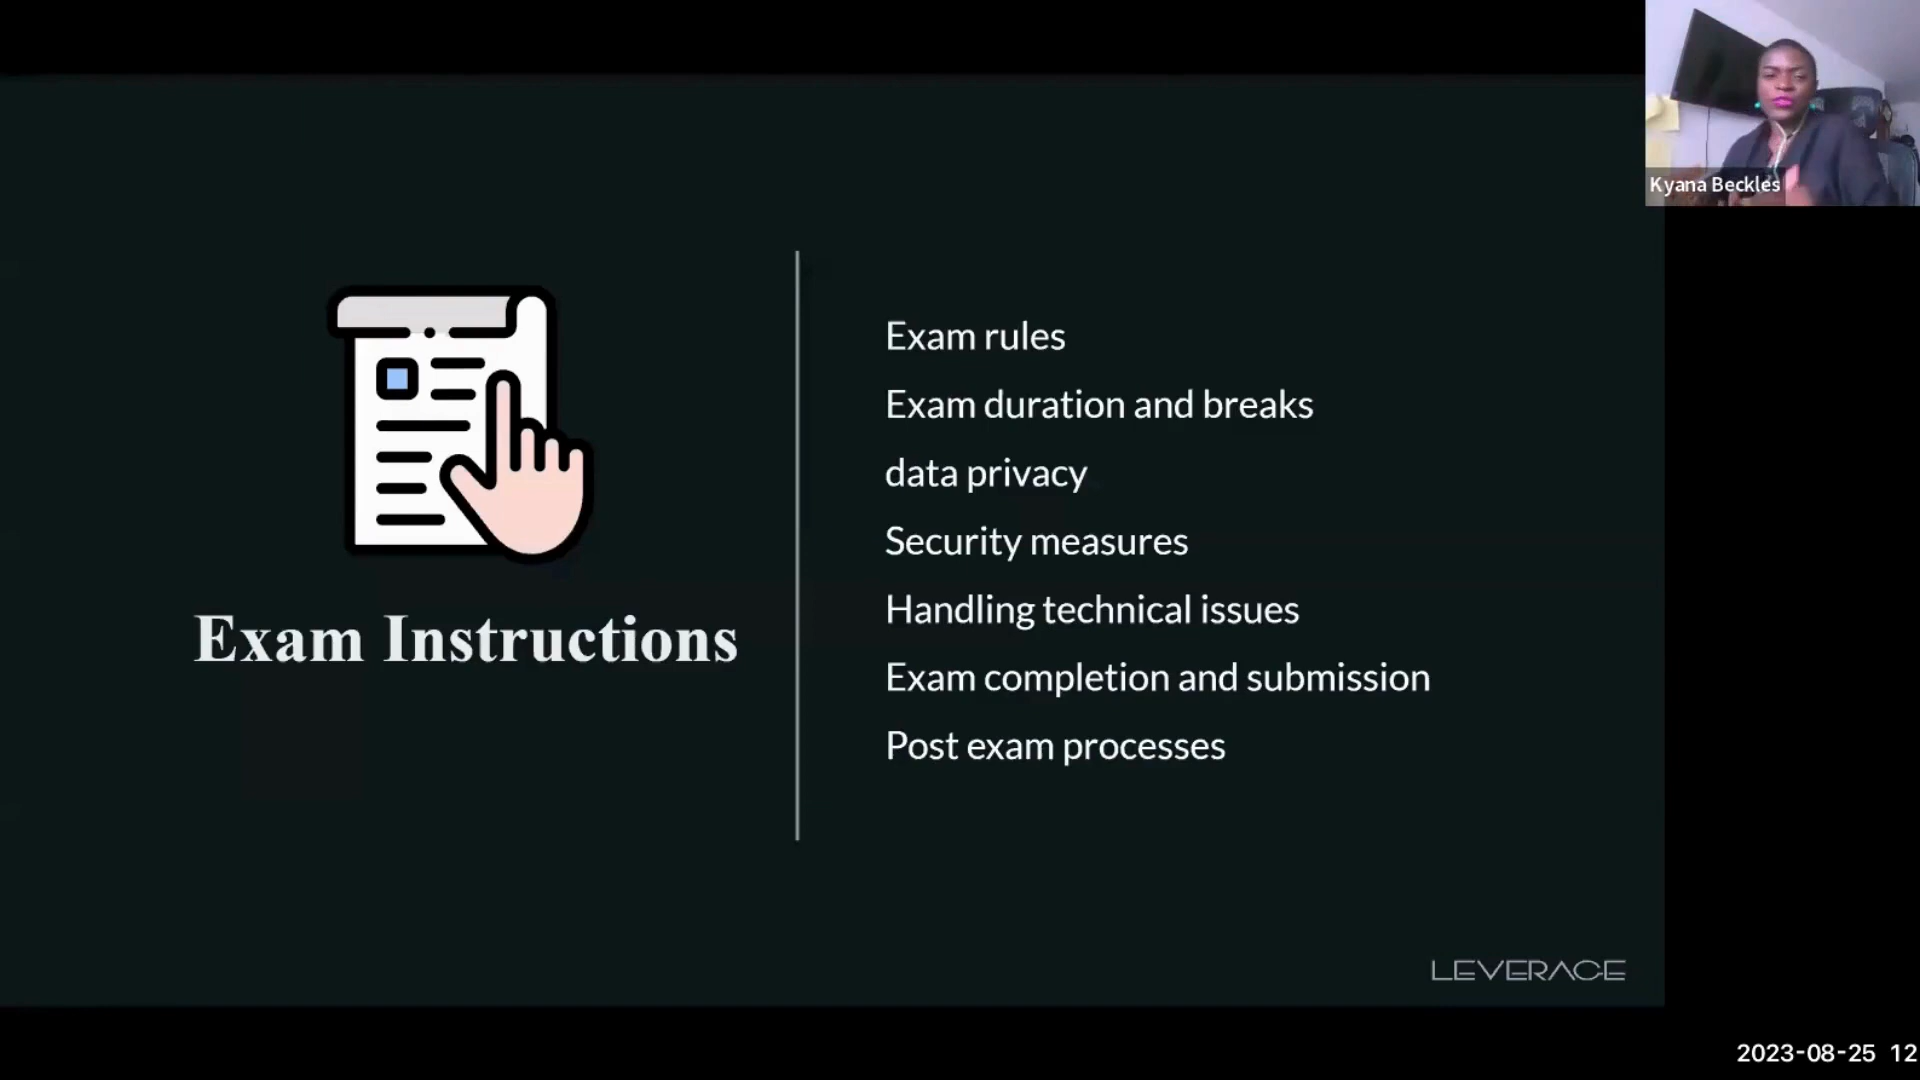 Kyana Beckles
Exam Instructions
Exam rules
Exam duration and breaks
data privacy
Security measures
Handling technical issues
Exam completion and submission
Post exam processes
LEVERAGE
2023-08-25 12